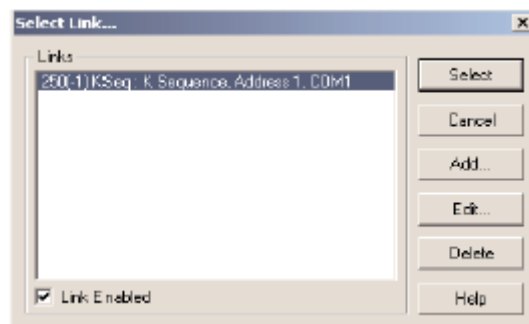 Select Link...
Links
250(-1) KSeq : K Sequence, Address 1, COM1
Select
Cancel
Add...
Edit...
Delete
Link Enabled
Help